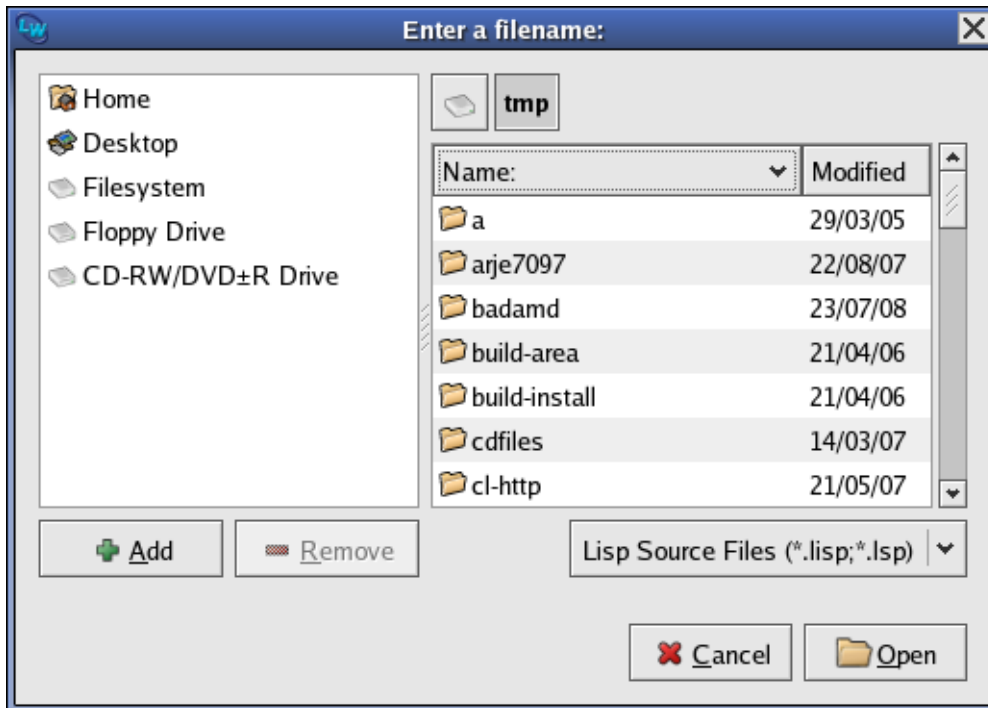 LW
Enter a filename:
Home
Desktop
Filesystem
Floppy Drive
CD-RW/DVD±R Drive
Add
Remove
tmp
Name: Modified
a 29/03/05
arje7097 22/08/07
badamd 23/07/08
build-area 21/04/06
build-install 21/04/06
cdfiles 14/03/07
cl-http 21/05/07
Lisp Source Files (*.lisp;*.lsp)
Cancel
Open